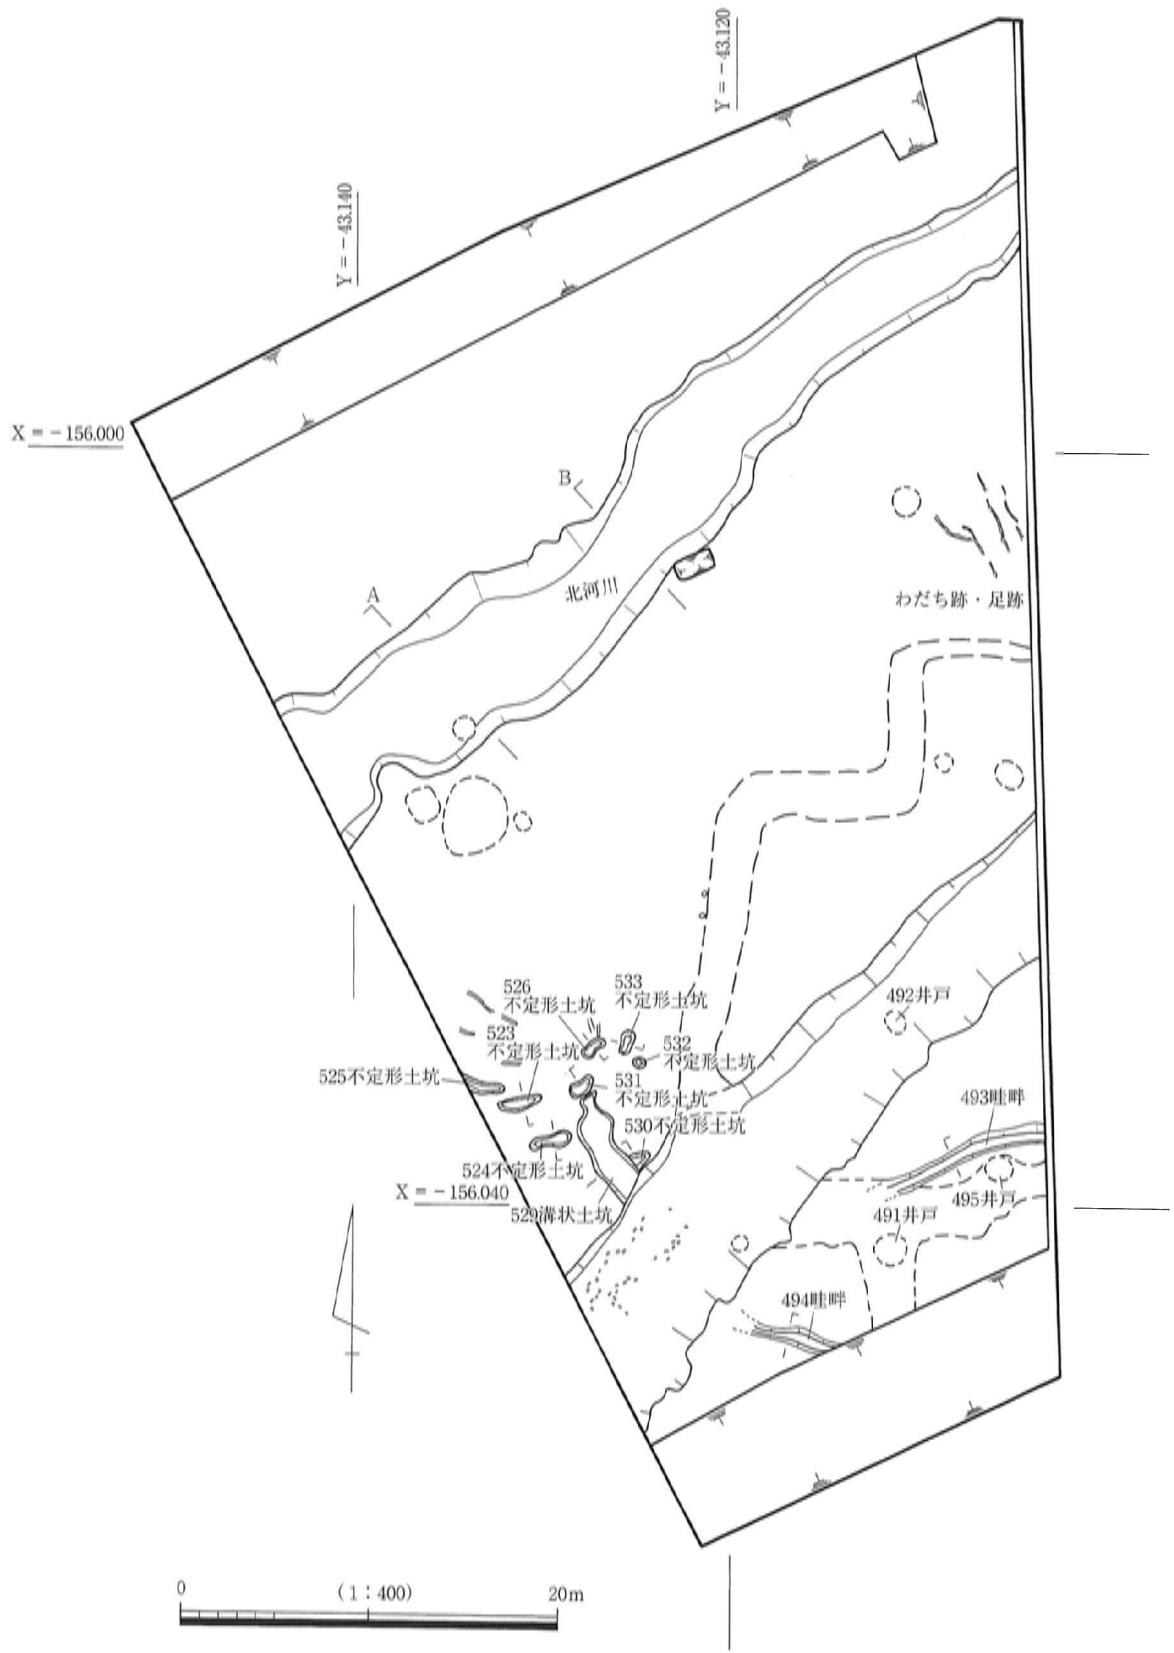 Y = －43.120
Y = －43.140
X = －156.000
B
A
北河川
わだち跡・足跡
526
不定形土坑
533
不定形土坑
523
不定形土坑
532
不定形土坑
525不定形土坑
531
不定形土坑
530不定形土坑
524不定形土坑
X = －156.040
529溝状土坑
492井戸
493畦畔
495井戸
491井戸
494畦畔
0
(1：400)
20m